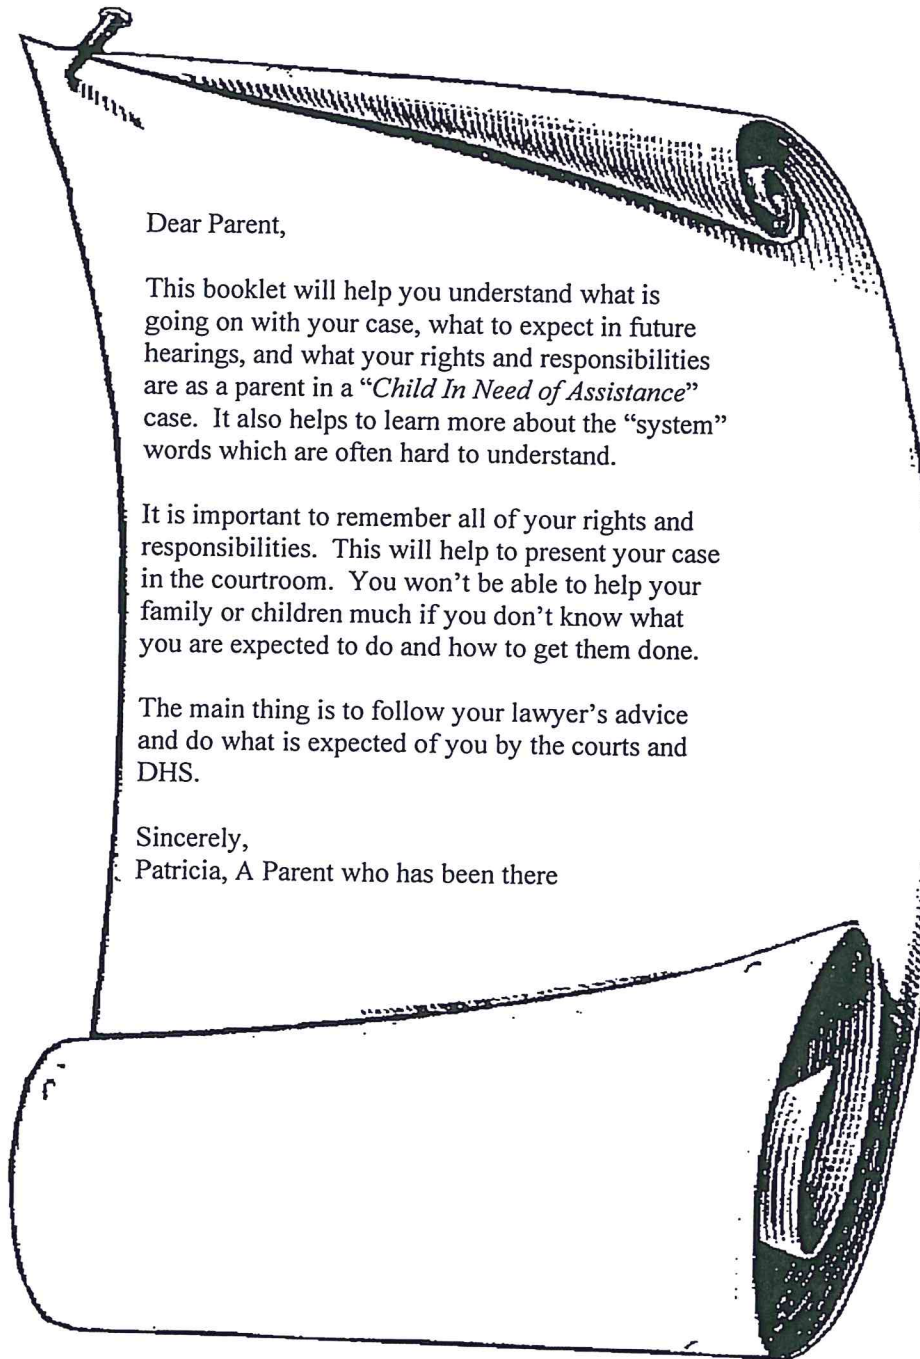 Dear Parent,
This booklet will help you understand what is
going on with your case, what to expect in future
hearings, and what your rights and responsibilities
are as a parent in a “Child In Need of Assistance”
case. It also helps to learn more about the “system”
words which are often hard to understand.
It is important to remember all of your rights and
responsibilities. This will help to present your case
in the courtroom. You won’t be able to help your
family or children much if you don’t know what
you are expected to do and how to get them done.
The main thing is to follow your lawyer’s advice
and do what is expected of you by the courts and
DHS.
Sincerely,
Patricia, A Parent who has been there